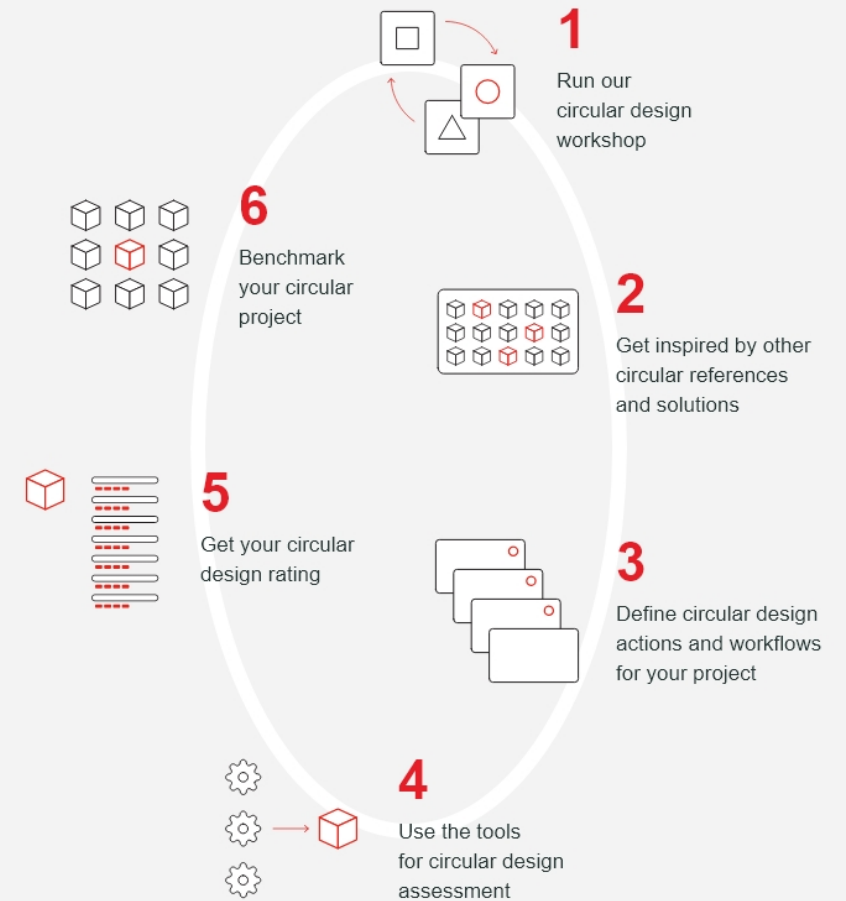 1
Run our
circular design
workshop
2
Get inspired by other
circular references
and solutions
3
Define circular design
actions and workflows
for your project
4
Use the tools
for circular design
assessment
5
Get your circular
design rating
6
Benchmark
your circular
project